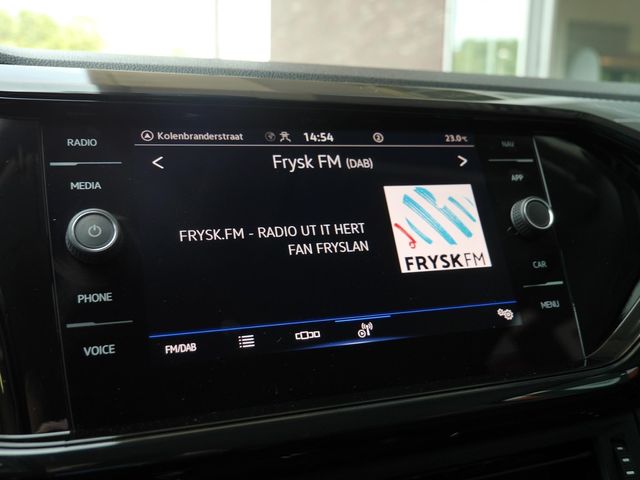 RADIO
MEDIA
PHONE
VOICE
Kolenbranderstraat
14:54
23.0°C
< Frysk FM (DAB) >
FRYSK.FM - RADIO UT IT HERT
FAN FRYSLAN
FRYSKFM
FM/DAB
NAV
APP
CAR
MENU